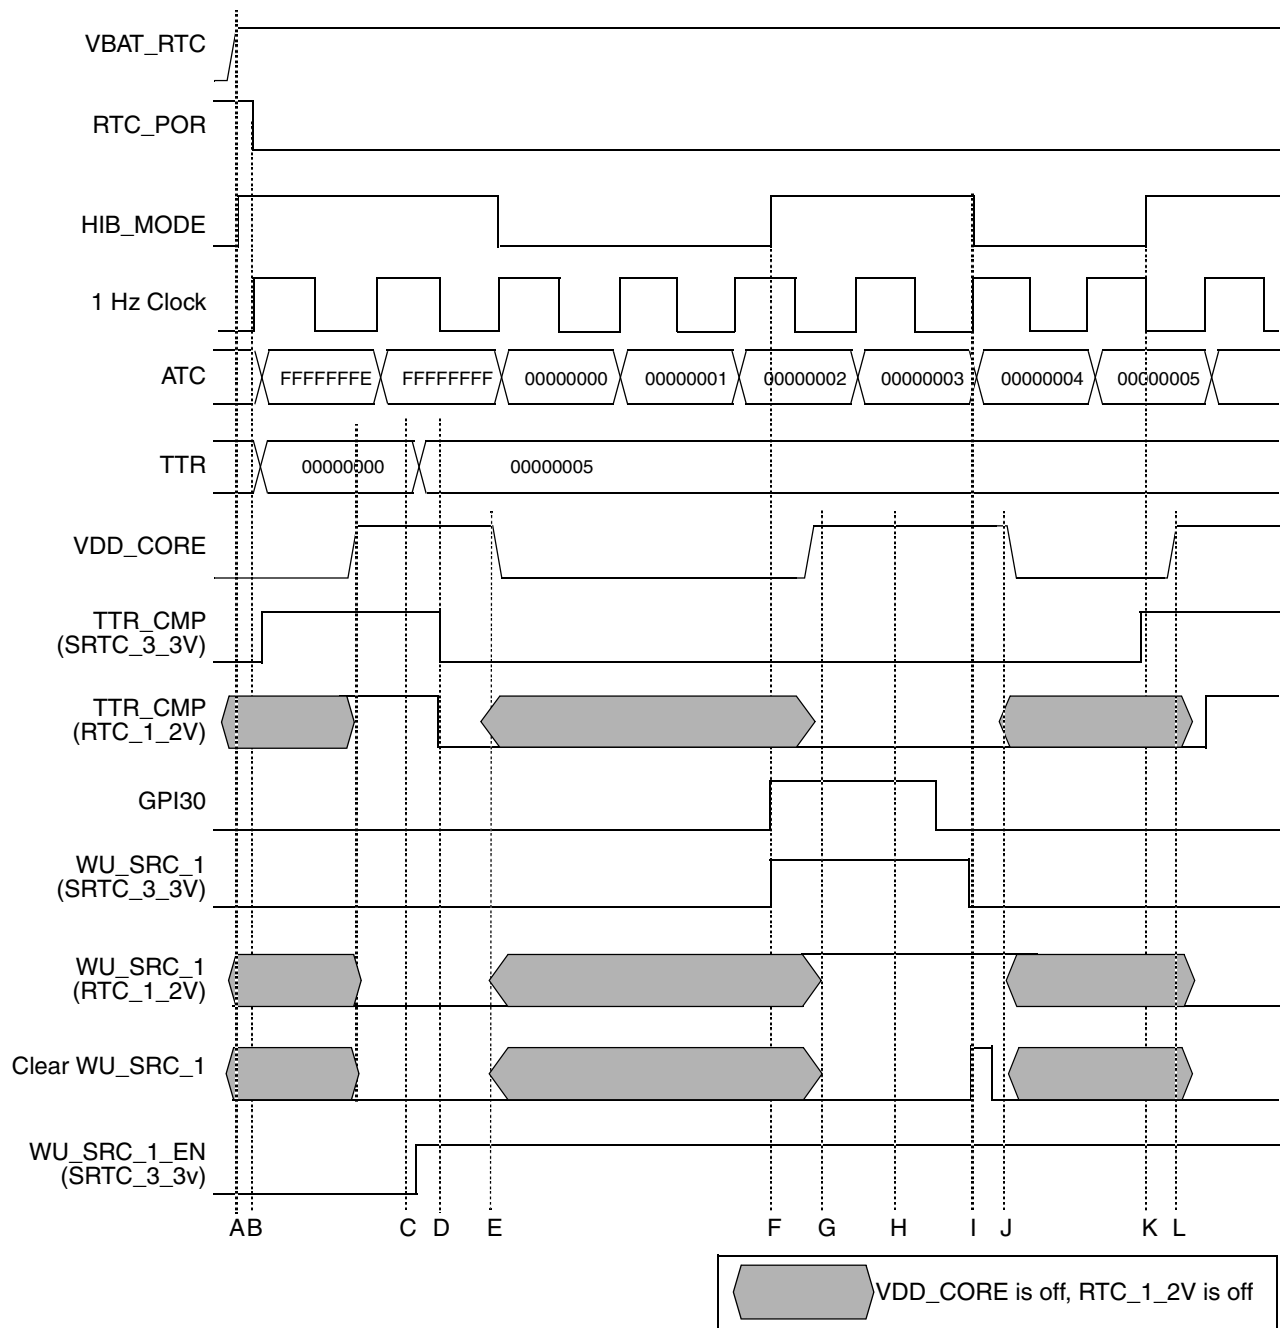 VBAT_RTC
RTC_POR
HIB_MODE
1 Hz Clock
ATC
FFFFFFFE
FFFFFFFF
00000000
00000001
00000002
00000003
00000004
00000005
TTR
00000000
00000005
VDD_CORE
TTR_CMP
(SRTC_3_3V)
TTR_CMP
(RTC_1_2V)
GPI30
WU_SRC_1
(SRTC_3_3V)
WU_SRC_1
(RTC_1_2V)
Clear WU_SRC_1
WU_SRC_1_EN
(SRTC_3_3v)
A B C D E F G H I J K L
VDD_CORE is off, RTC_1_2V is off